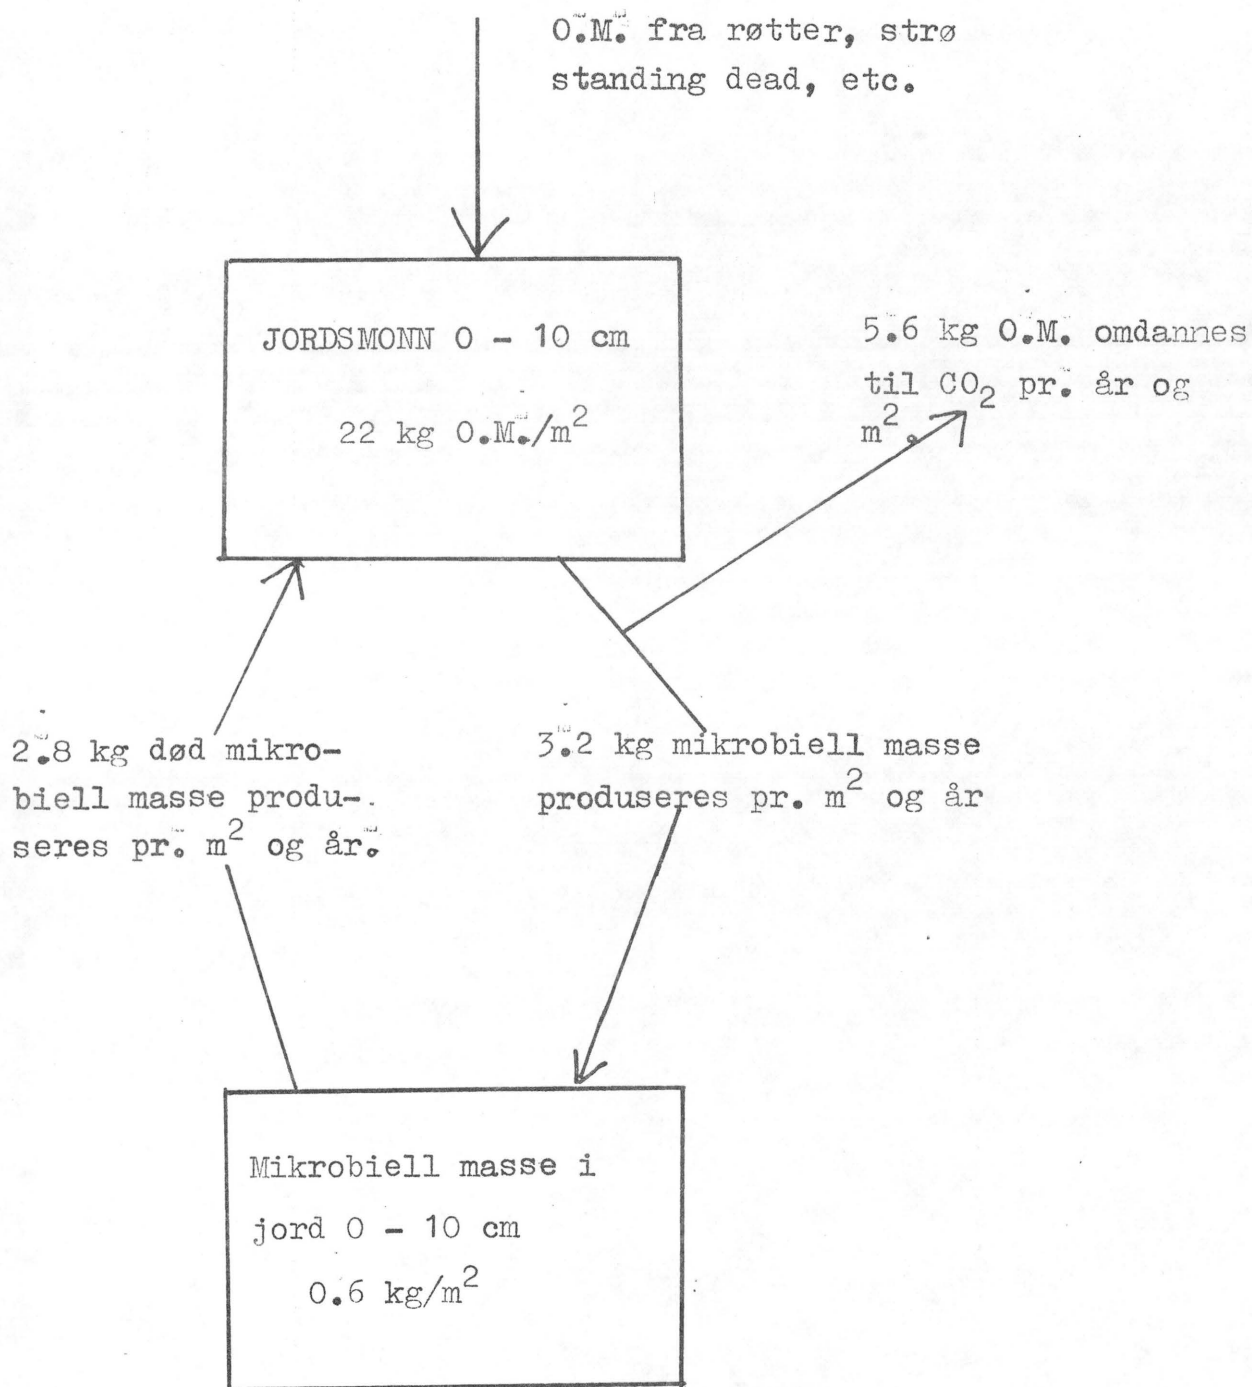 O.M. fra røtter, strø
standing dead, etc.
JORDSMONN 0 – 10 cm
22 kg O.M./m²
5.6 kg O.M. omdannes
til CO₂ pr. år og
m².
2.8 kg død mikro-
biell masse produ-
seres pr. m² og år.
3.2 kg mikrobiell masse
produseres pr. m² og år
Mikrobiell masse i
jord 0 – 10 cm
0.6 kg/m²